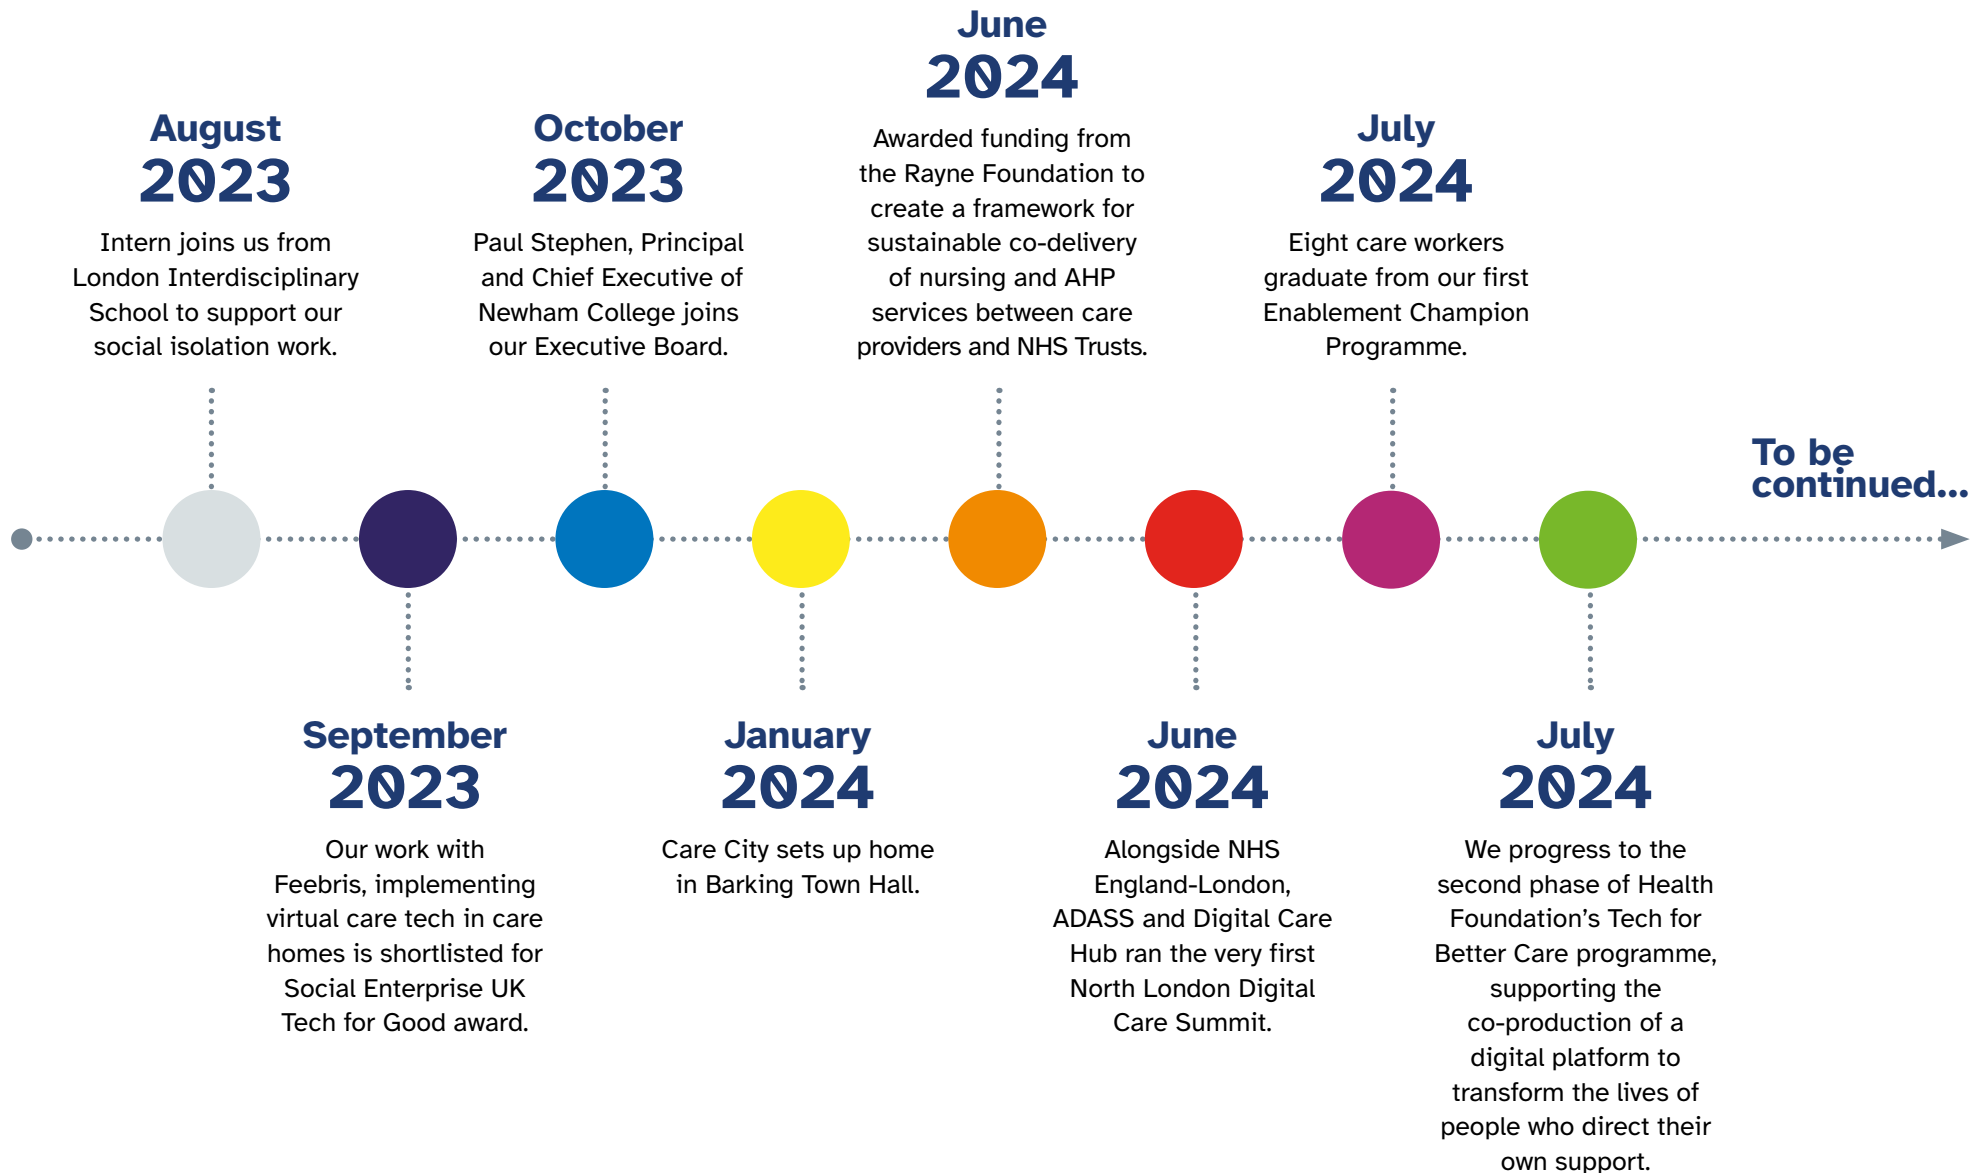 August
2023
Intern joins us from
London Interdisciplinary
School to support our
social isolation work.
September
2023
Our work with
Feebris, implementing
virtual care tech in care
homes is shortlisted for
Social Enterprise UK
Tech for Good award.
October
2023
Paul Stephen, Principal
and Chief Executive of
Newham College joins
our Executive Board.
January
2024
Care City sets up home
in Barking Town Hall.
June
2024
Awarded funding from
the Rayne Foundation to
create a framework for
sustainable co-delivery
of nursing and AHP
services between care
providers and NHS Trusts.
June
2024
Alongside NHS
England-London,
ADASS and Digital Care
Hub ran the very first
North London Digital
Care Summit.
July
2024
Eight care workers
graduate from our first
Enablement Champion
Programme.
July
2024
We progress to the
second phase of Health
Foundation’s Tech for
Better Care programme,
supporting the
co-production of a
digital platform to
transform the lives of
people who direct their
own support.
To be
continued...